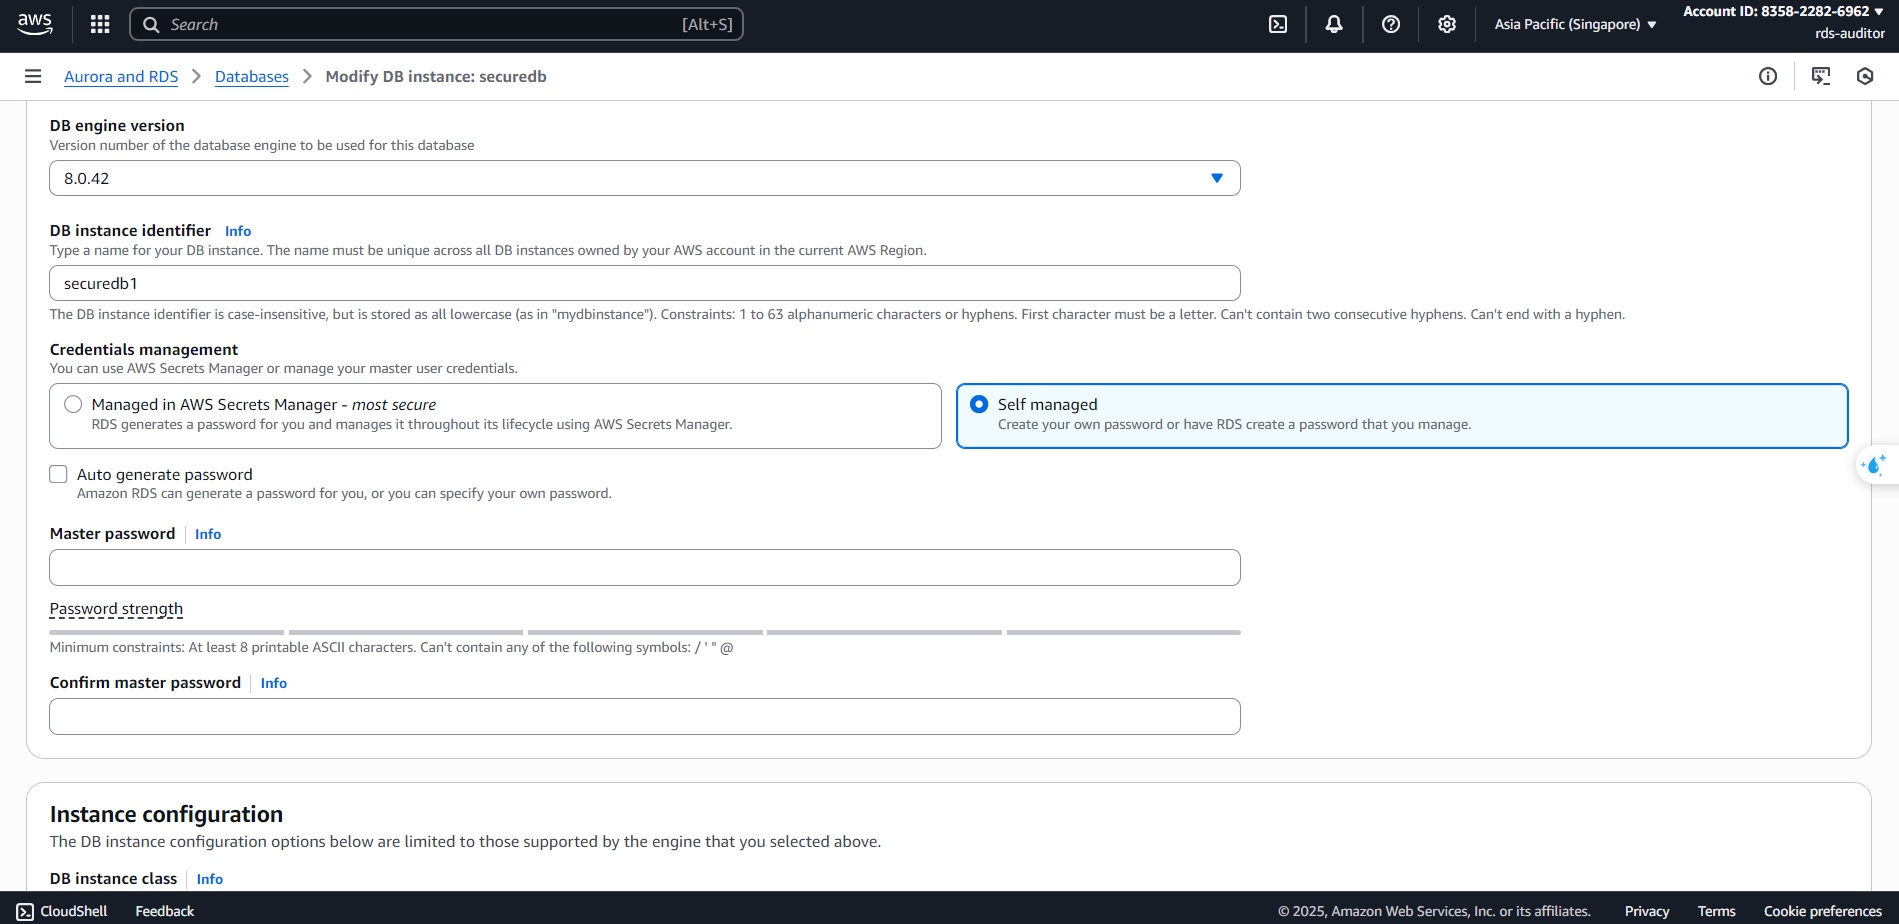 aws
Search [Alt+S]
Asia Pacific (Singapore)
Account ID: 8358-2282-6962
rds-auditor
Aurora and RDS > Databases > Modify DB instance: securedb
DB engine version
Version number of the database engine to be used for this database
8.0.42
DB instance identifier Info
Type a name for your DB instance. The name must be unique across all DB instances owned by your AWS account in the current AWS Region.
securedb1
The DB instance identifier is case-insensitive, but is stored as all lowercase (as in "mydbinstance"). Constraints: 1 to 63 alphanumeric characters or hyphens. First character must be a letter. Can't contain two consecutive hyphens. Can't end with a hyphen.
Credentials management
You can use AWS Secrets Manager or manage your master user credentials.
Managed in AWS Secrets Manager - most secure
RDS generates a password for you and manages it throughout its lifecycle using AWS Secrets Manager.
Self managed
Create your own password or have RDS create a password that you manage.
Auto generate password
Amazon RDS can generate a password for you, or you can specify your own password.
Master password Info
Password strength
Minimum constraints: At least 8 printable ASCII characters. Can't contain any of the following symbols: / ' " @
Confirm master password Info
Instance configuration
The DB instance configuration options below are limited to those supported by the engine that you selected above.
DB instance class Info
CloudShell Feedback
© 2025, Amazon Web Services, Inc. or its affiliates. Privacy Terms Cookie preferences